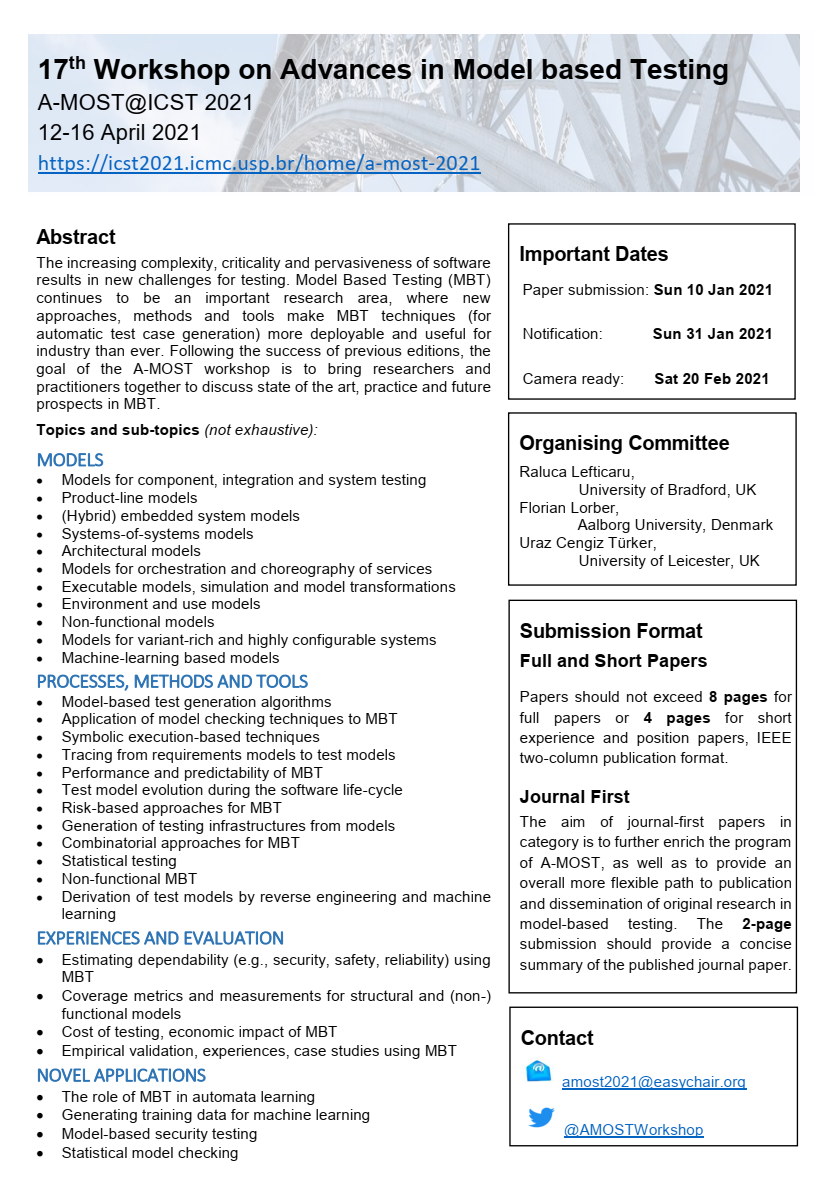 17th Workshop on Advances in Model based Testing
A-MOST@ICST 2021
12-16 April 2021
https://icst2021.icmc.usp.br/home/a-most-2021
Abstract
The increasing complexity, criticality and pervasiveness of software
results in new challenges for testing. Model Based Testing (MBT)
continues to be an important research area, where new
approaches, methods and tools make MBT techniques (for
automatic test case generation) more deployable and useful for
industry than ever. Following the success of previous editions, the
goal of the A-MOST workshop is to bring researchers and
practitioners together to discuss state of the art, practice and future
prospects in MBT.
Topics and sub-topics (not exhaustive):
MODELS
• Models for component, integration and system testing
• Product-line models
• (Hybrid) embedded system models
• Systems-of-systems models
• Architectural models
• Models for orchestration and choreography of services
• Executable models, simulation and model transformations
• Environment and use models
• Non-functional models
• Models for variant-rich and highly configurable systems
• Machine-learning based models
PROCESSES, METHODS AND TOOLS
• Model-based test generation algorithms
• Application of model checking techniques to MBT
• Symbolic execution-based techniques
• Tracing from requirements models to test models
• Performance and predictability of MBT
• Test model evolution during the software life-cycle
• Risk-based approaches for MBT
• Generation of testing infrastructures from models
• Combinatorial approaches for MBT
• Statistical testing
• Non-functional MBT
• Derivation of test models by reverse engineering and machine
learning
EXPERIENCES AND EVALUATION
• Estimating dependability (e.g., security, safety, reliability) using
MBT
• Coverage metrics and measurements for structural and (non-)
functional models
• Cost of testing, economic impact of MBT
• Empirical validation, experiences, case studies using MBT
NOVEL APPLICATIONS
• The role of MBT in automata learning
• Generating training data for machine learning
• Model-based security testing
• Statistical model checking
Important Dates
Paper submission: Sun 10 Jan 2021
Notification: Sun 31 Jan 2021
Camera ready: Sat 20 Feb 2021
Organising Committee
Raluca Lefticaru,
University of Bradford, UK
Florian Lorber,
Aalborg University, Denmark
Uraz Cengiz Türker,
University of Leicester, UK
Submission Format
Full and Short Papers
Papers should not exceed 8 pages for
full papers or 4 pages for short
experience and position papers, IEEE
two-column publication format.
Journal First
The aim of journal-first papers in
category is to further enrich the program
of A-MOST, as well as to provide an
overall more flexible path to publication
and dissemination of original research in
model-based testing. The 2-page
submission should provide a concise
summary of the published journal paper.
Contact
amost2021@easychair.org
@AMOSTWorkshop